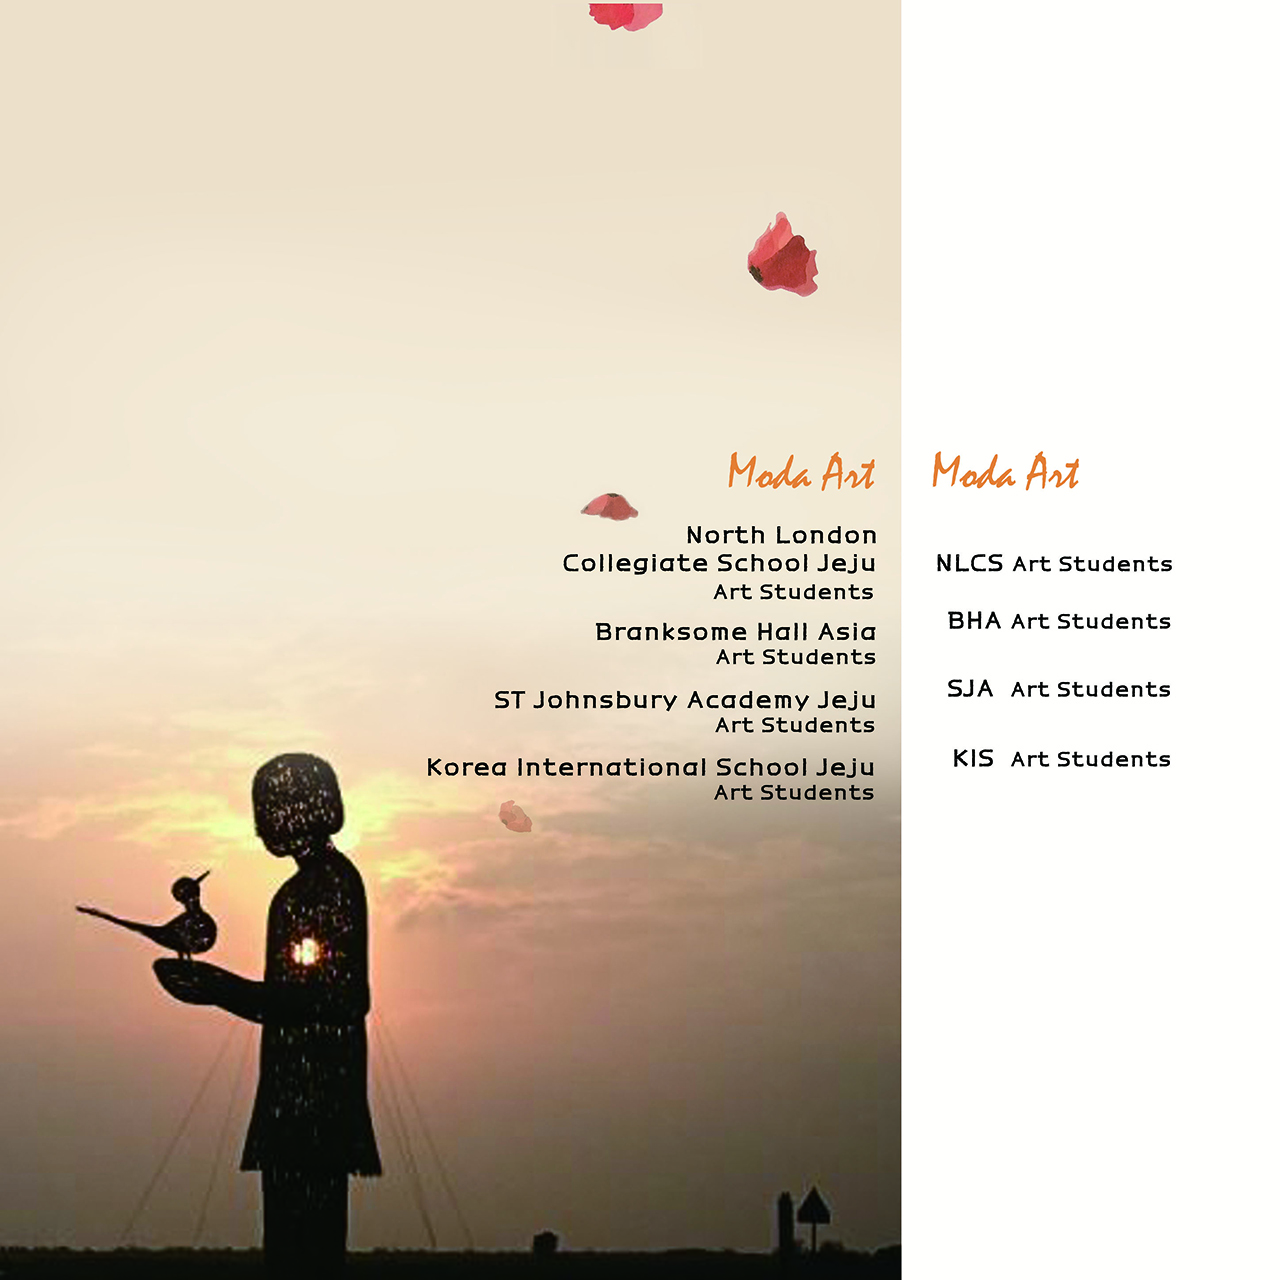 Moda Art
North London
Collegiate School Jeju
Art Students
Branksome Hall Asia
Art Students
ST Johnsbury Academy Jeju
Art Students
Korea International School Jeju
Art Students
Moda Art
NLCS Art Students
BHA Art Students
SJA Art Students
KIS Art Students